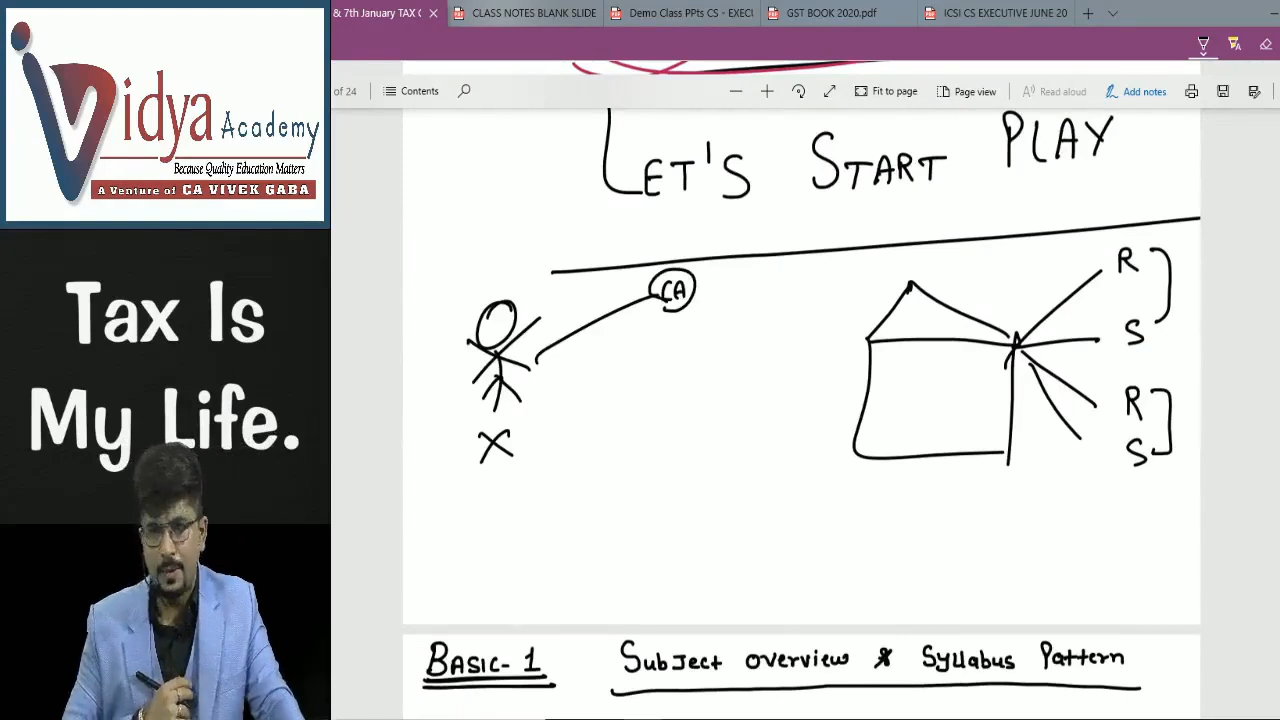 & 7th January TAX C
CLASS NOTES BLANK SLIDE
Demo Class PPts CS - EXECU
GST BOOK 2020.pdf
ICSI CS EXECUTIVE JUNE 20
of 24
Contents
Fit to page
Page view
Read aloud
Add notes
Vidya Academy
Because Quality Education Matters
A Venture of CA VIVEK GABA
Tax Is
My Life.
LET'S START PLAY
CA
X
R
S
R
S
BASIC-1 Subject overview & Syllabus Pattern